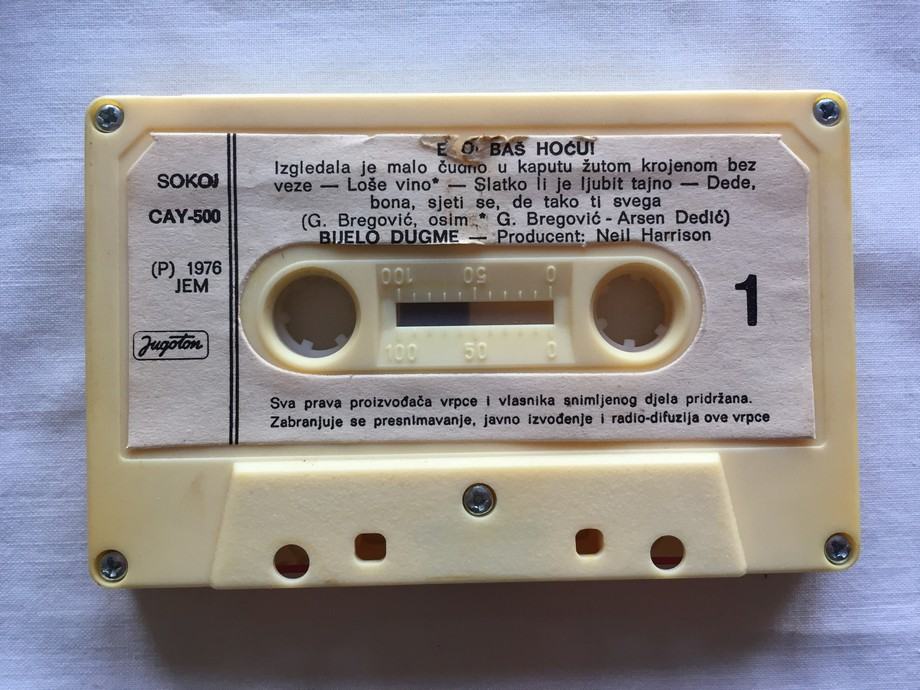 BAŠ HOĆU!
Izgledala je malo čudno u kaputu žutom krojenom bez
veze — Loše vino* — Slatko li je ljubit tajno — Dede,
bona, sjeti se, de tako ti svega
(G. Bregović, osim * G. Bregović - Arsen Dedić)
BIJELO DUGME — Producent: Neil Harrison
SOKOJ
CAY-500
(P) 1976
JEM
Jugoton
1
100 50 0
100 50 0
Sva prava proizvođača vrpce i vlasnika snimljenog djela pridržana.
Zabranjuje se presnimavanje, javno izvođenje i radio-difuzija ove vrpce